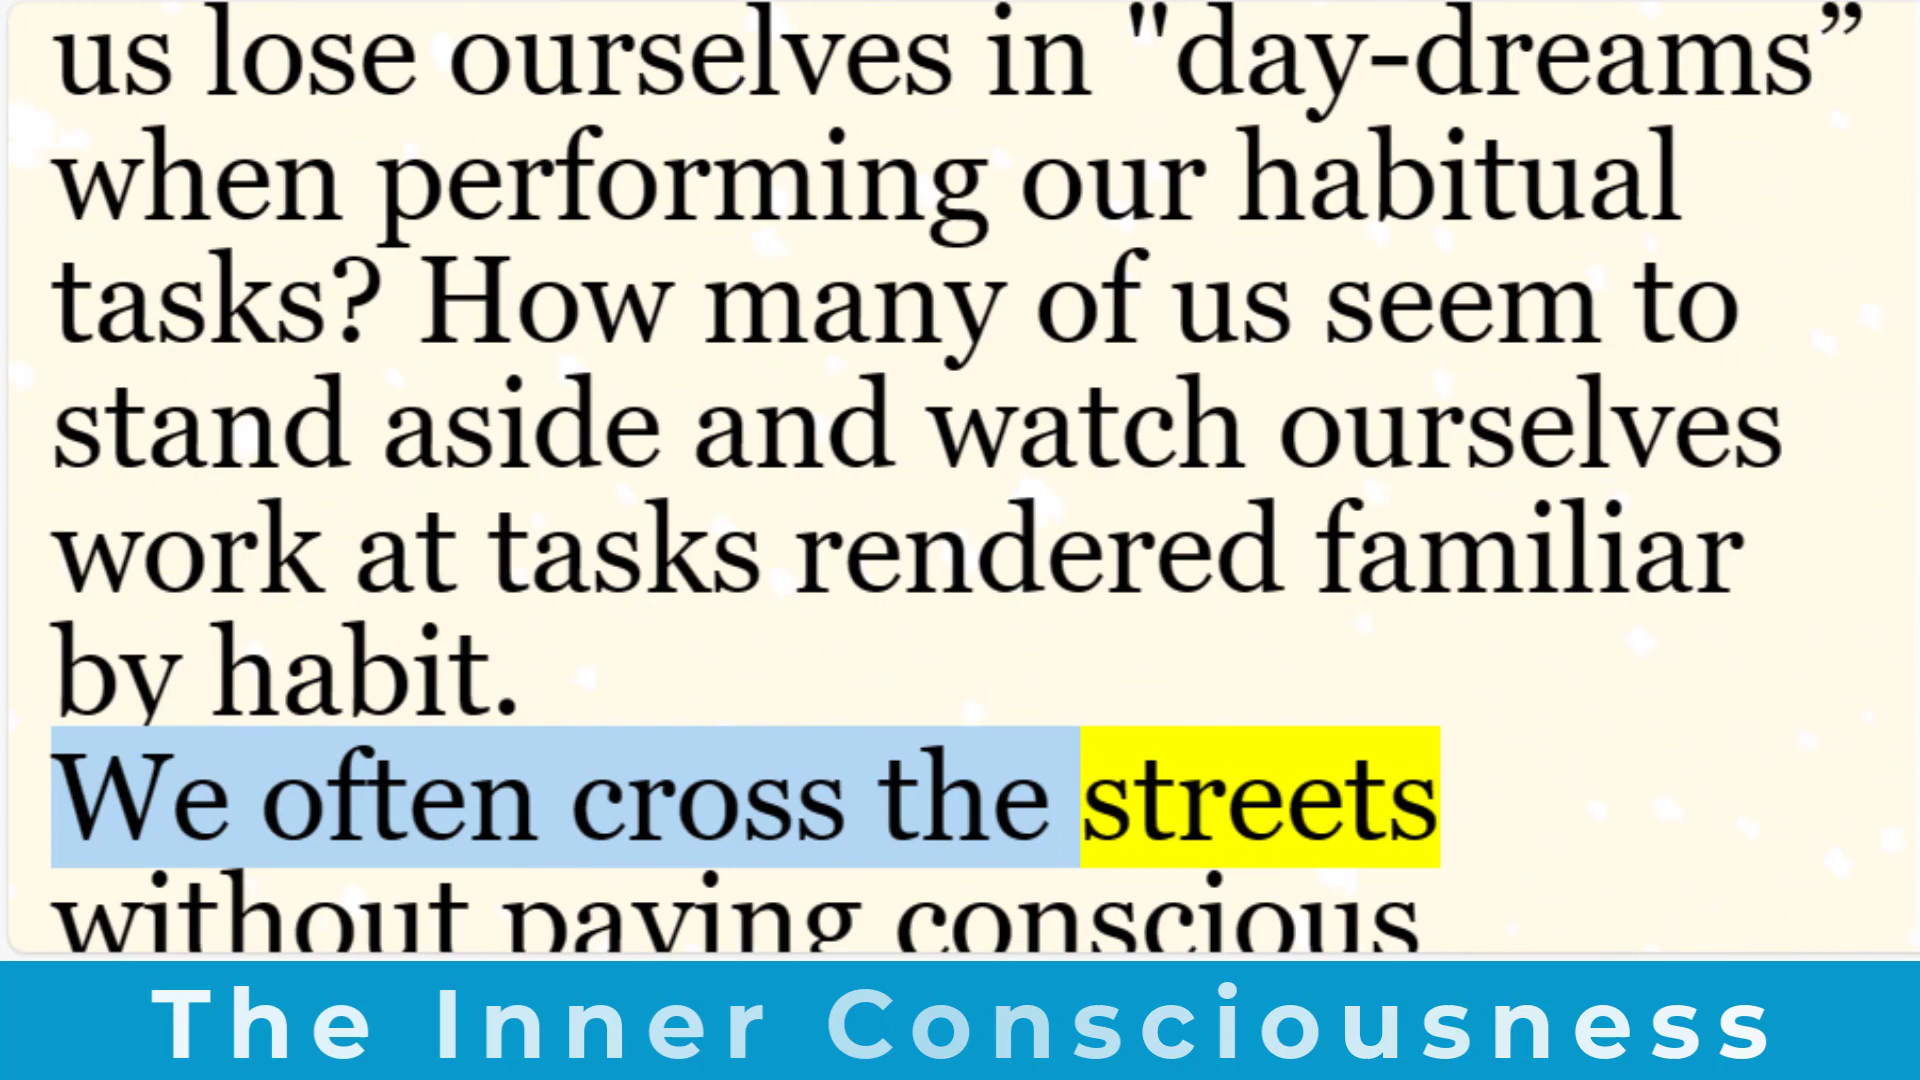 us lose ourselves in "day-dreams”
when performing our habitual
tasks? How many of us seem to
stand aside and watch ourselves
work at tasks rendered familiar
by habit.
We often cross the streets
without paying conscious
The Inner Consciousness